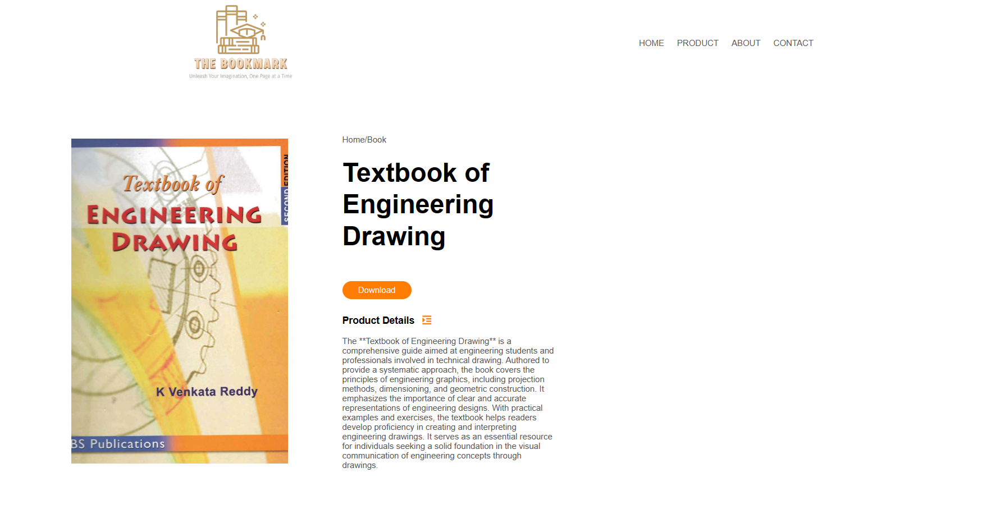 THE BOOKMARK
Unleash Your Imagination, One Page at a Time
HOME PRODUCT ABOUT CONTACT
Textbook of
ENGINEERING
DRAWING
SECOND EDITION
K Venkata Reddy
BS Publications
Home/Book
Textbook of
Engineering
Drawing
Download
Product Details
The **Textbook of Engineering Drawing** is a
comprehensive guide aimed at engineering students and
professionals involved in technical drawing. Authored to
provide a systematic approach, the book covers the
principles of engineering graphics, including projection
methods, dimensioning, and geometric construction. It
emphasizes the importance of clear and accurate
representations of engineering designs. With practical
examples and exercises, the textbook helps readers
develop proficiency in creating and interpreting
engineering drawings. It serves as an essential resource
for individuals seeking a solid foundation in the visual
communication of engineering concepts through
drawings.